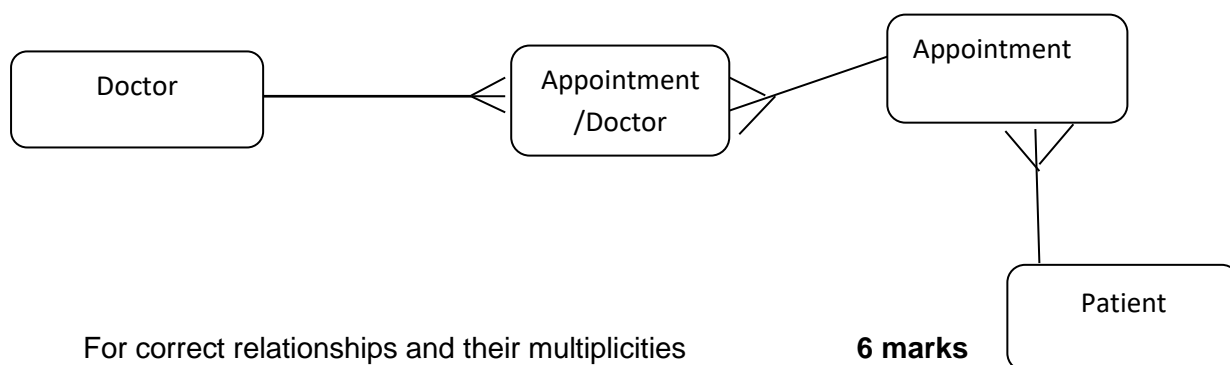 Doctor
Appointment
/Doctor
Appointment
Patient
For correct relationships and their multiplicities 6 marks